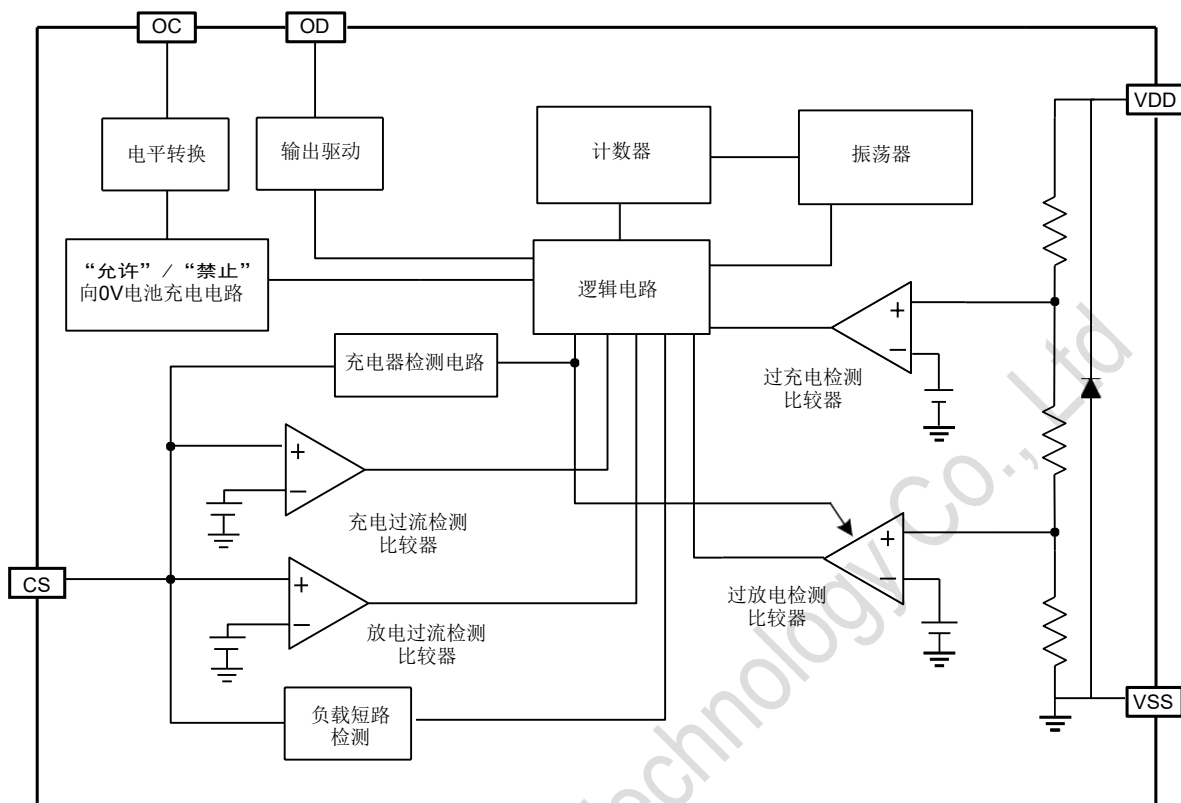 OC
OD
VDD
电平转换
输出驱动
计数器
振荡器
“允许” / “禁止”
向0V电池充电电路
逻辑电路
充电器检测电路
+
−
过充电检测
比较器
+
−
充电过流检测
比较器
+
−
过放电检测
比较器
CS
+
−
放电过流检测
比较器
负载短路
检测
VSS
Technology Co., Ltd